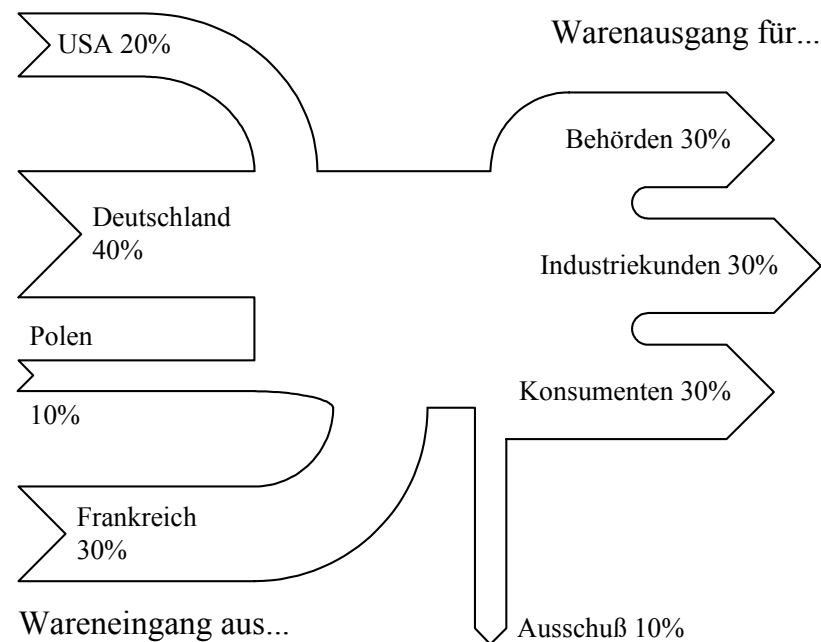 USA 20%
Warenausgang für...
Behörden 30%
Deutschland
40%
Industriekunden 30%
Polen
10%
Konsumenten 30%
Frankreich
30%
Wareneingang aus...
Ausschuß 10%